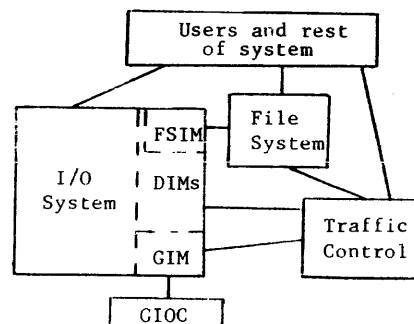 Users and rest
of system
FSIM
File
System
I/O
System
DIMs
Traffic
Control
GIM
GIOC